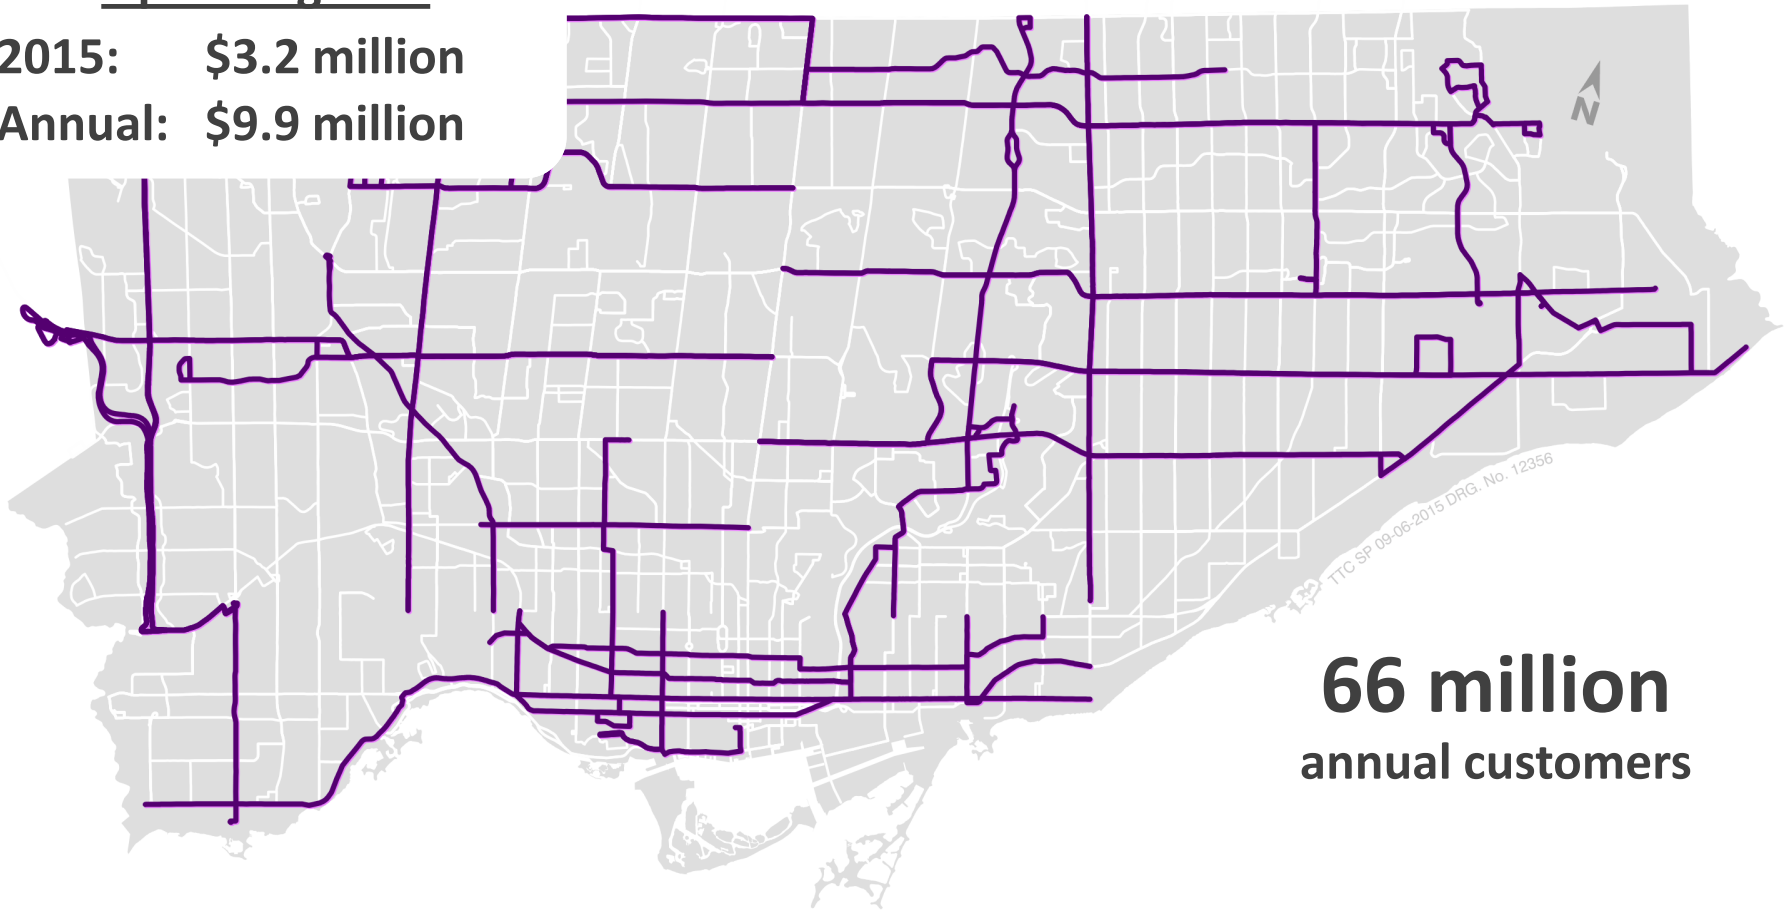 2015: $3.2 million
Annual: $9.9 million
N
TTC SP 09-06-2015 DRG. No. 12356
66 million
annual customers